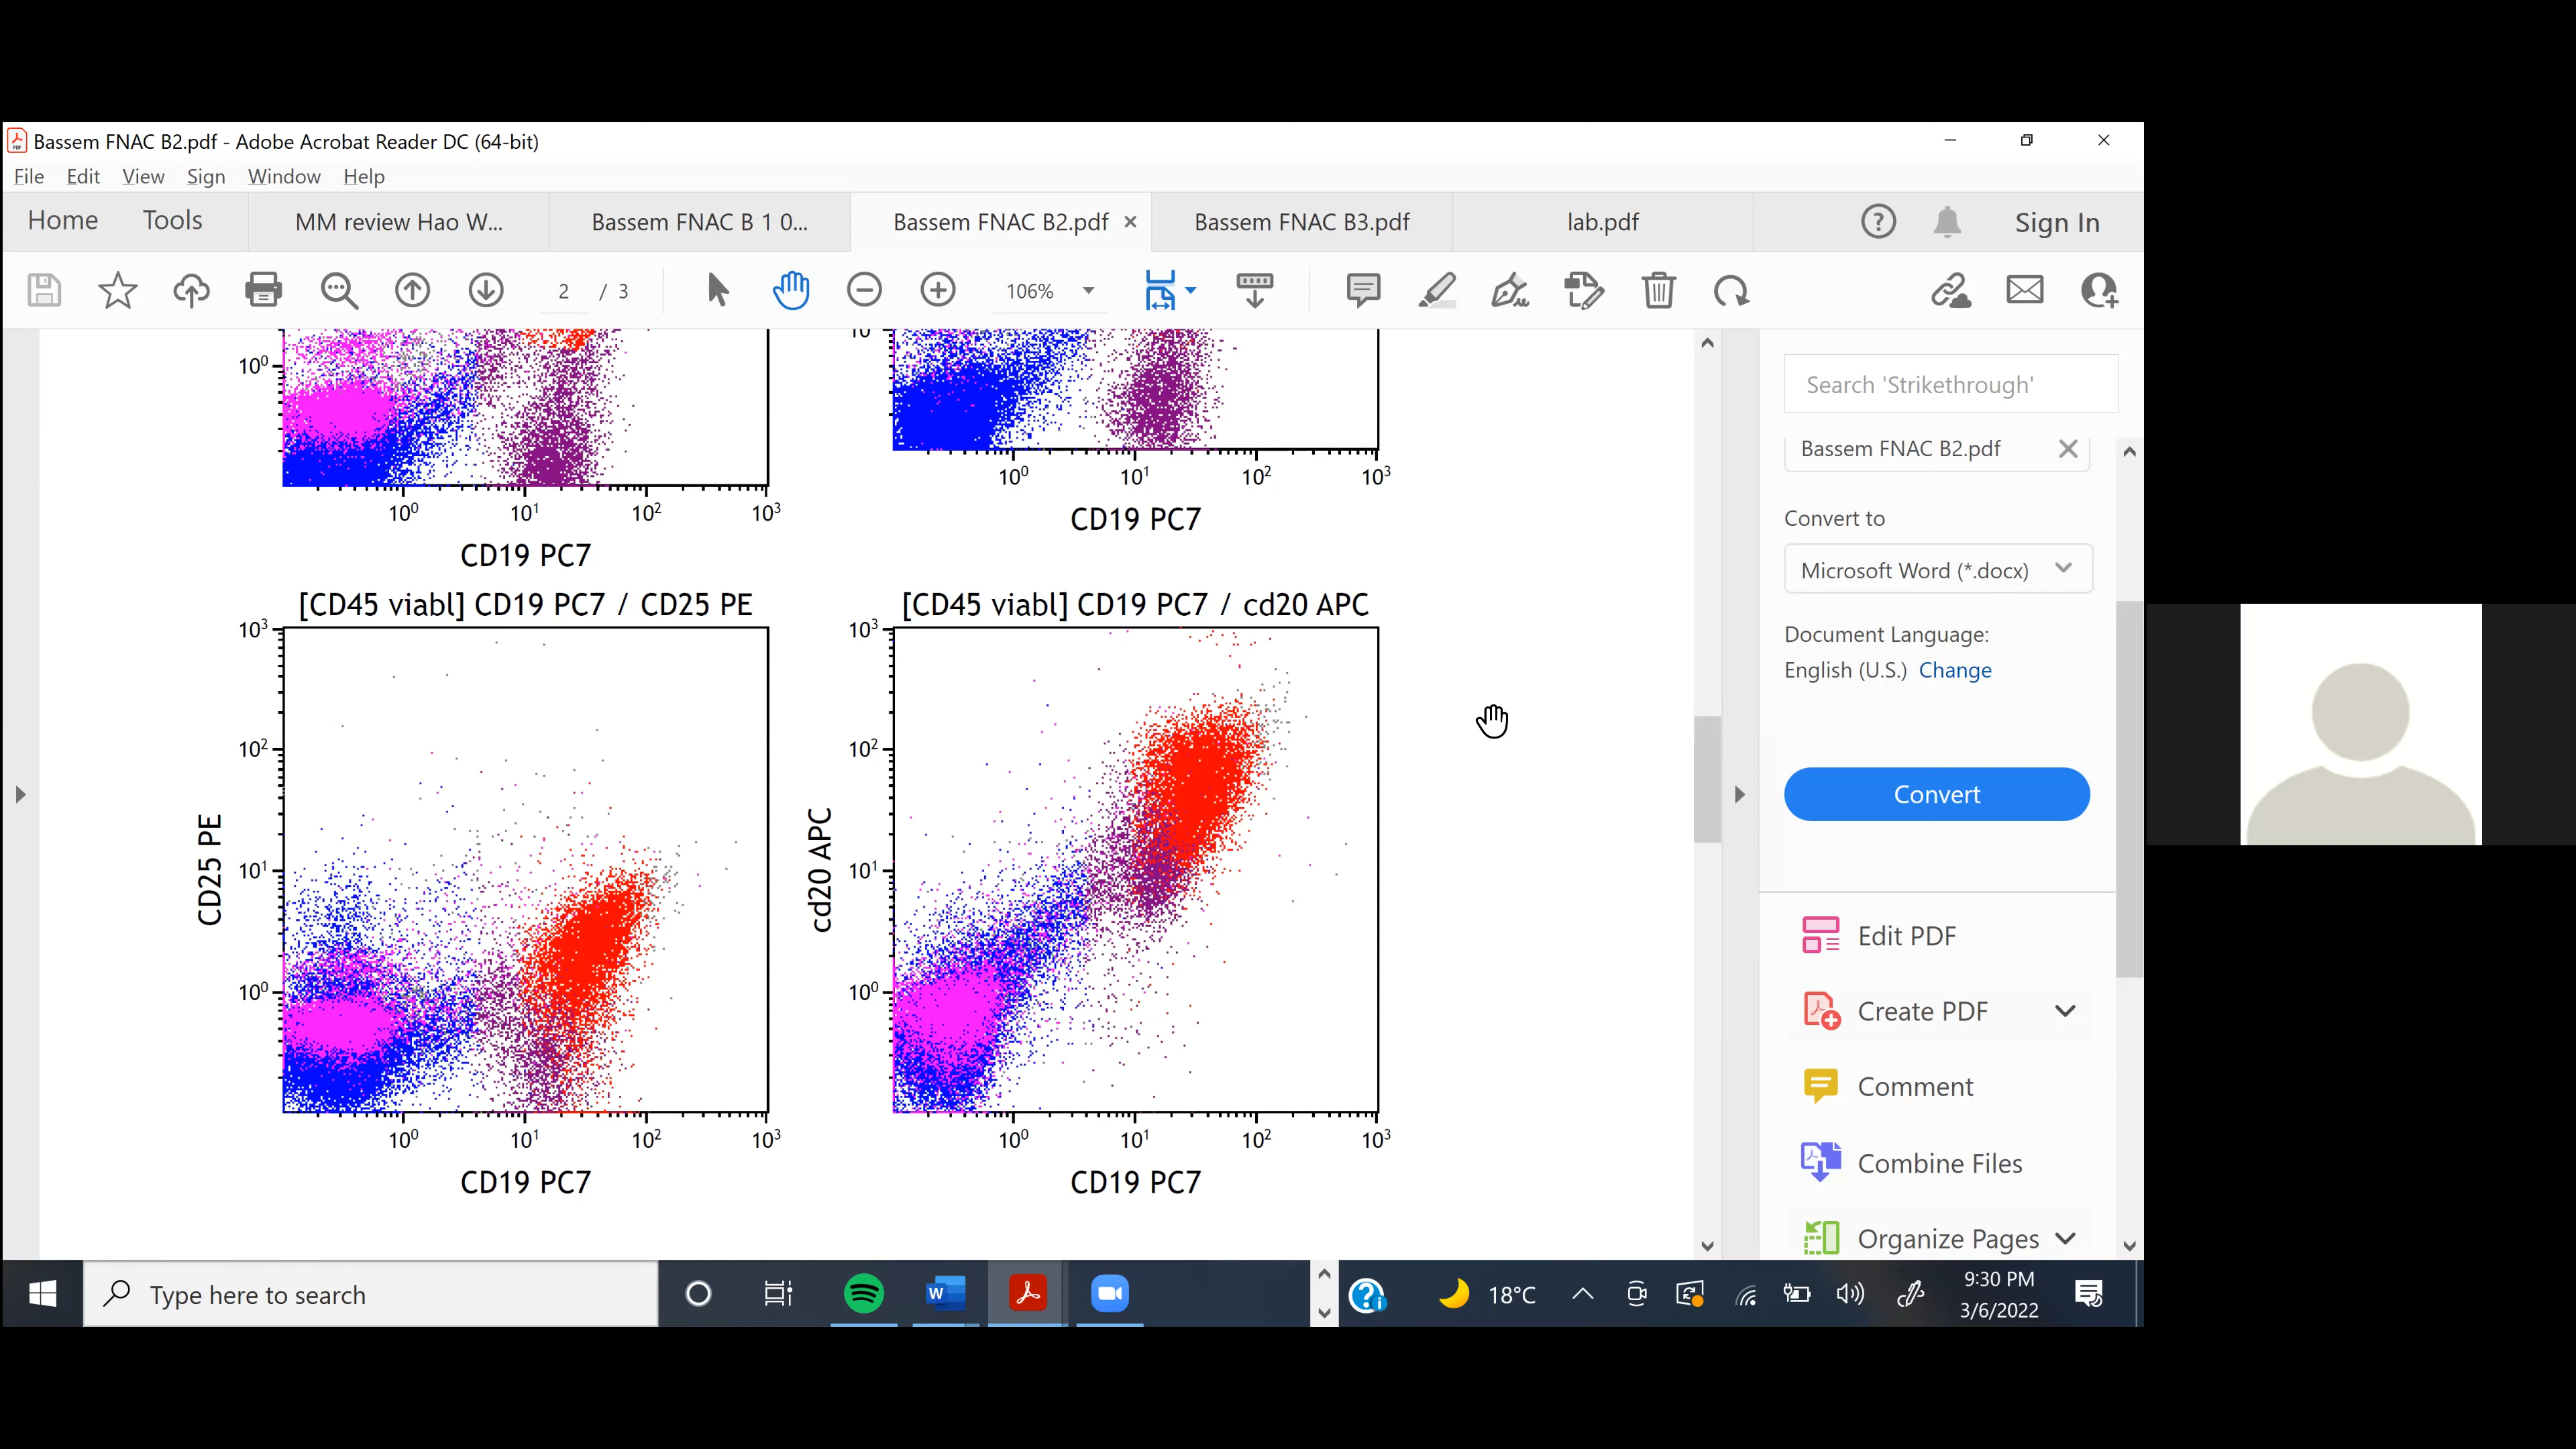 Bassem FNAC B2.pdf - Adobe Acrobat Reader DC (64-bit)
File Edit View Sign Window Help
Home Tools MM review Hao W... Bassem FNAC B 1 0... Bassem FNAC B2.pdf Bassem FNAC B3.pdf lab.pdf Sign In
2 / 3 106%
10⁰
10⁰ 10¹ 10² 10³
CD19 PC7
10
10⁰ 10¹ 10² 10³
CD19 PC7
[CD45 viabl] CD19 PC7 / CD25 PE
10³
10²
10¹
10⁰
CD25 PE
10⁰ 10¹ 10² 10³
CD19 PC7
[CD45 viabl] CD19 PC7 / cd20 APC
10³
10²
10¹
10⁰
cd20 APC
10⁰ 10¹ 10² 10³
CD19 PC7
Search 'Strikethrough'
Bassem FNAC B2.pdf
Convert to
Microsoft Word (*.docx)
Document Language:
English (U.S.) Change
Convert
Edit PDF
Create PDF
Comment
Combine Files
Organize Pages
Type here to search
18°C
9:30 PM
3/6/2022